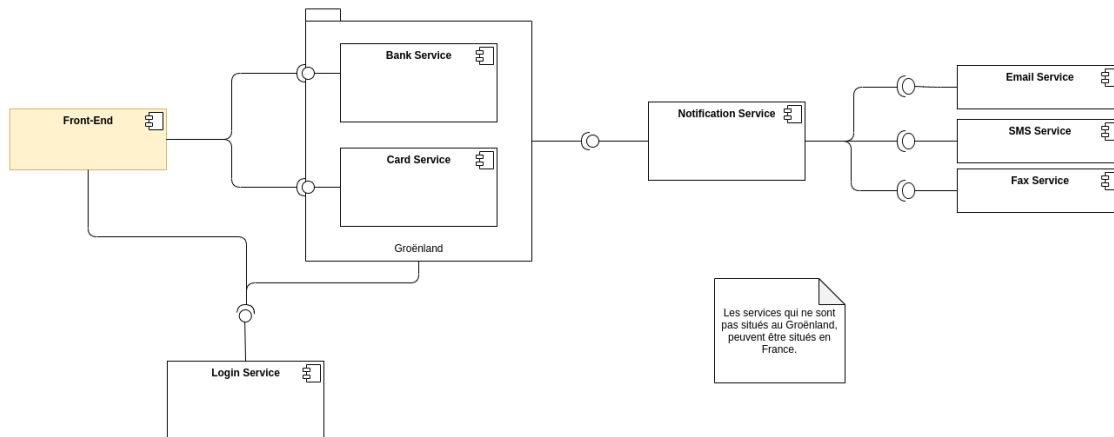 Bank Service
Front-End
Card Service
Groënland
Login Service
Notification Service
Email Service
SMS Service
Fax Service
Les services qui ne sont
pas situés au Groënland,
peuvent être situés en
France.